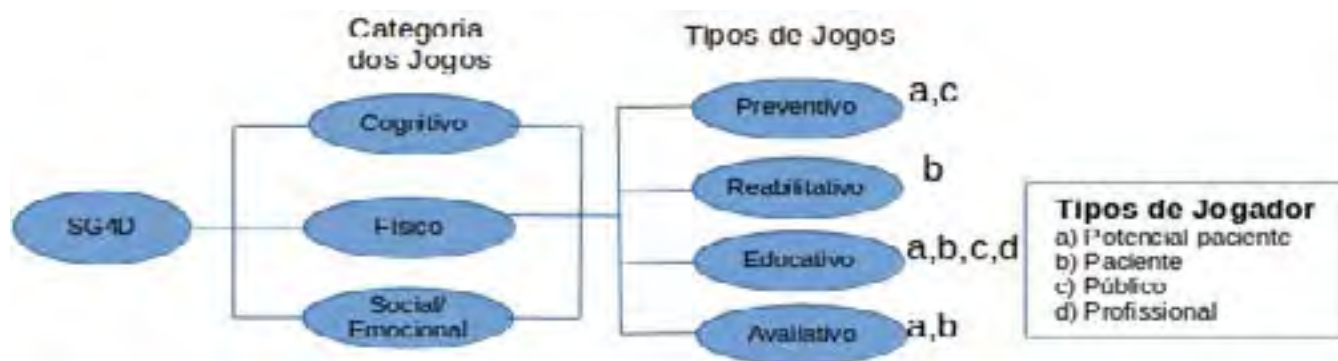 Categoria
dos Jogos
Tipos de Jogos
SG4D
Cognitivo
Físico
Social/
Emocional
Preventivo
a,c
Reabilitativo
b
Educativo
a,b,c,d
Avaliativo
a,b
Tipos de Jogador
a) Potencial paciente
b) Paciente
c) Público
d) Profissional